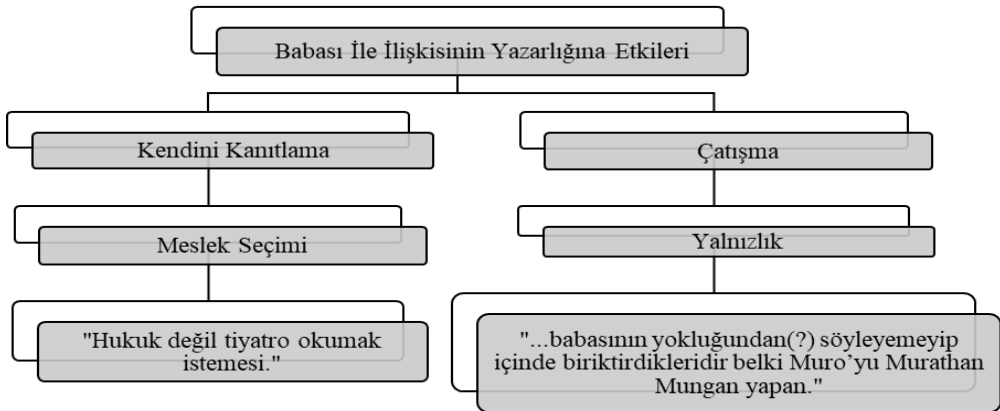 Babası İle İlişkisinin Yazarlığına Etkileri
Kendini Kanıtlama
Çatışma
Meslek Seçimi
Yalnızlık
"Hukuk değil tiyatro okumak
istemesi."
"...babasının yokluğundan(?) söyleyemeyip
içinde biriktirdikleridir belki Muro’yu Murathan
Mungan yapan."